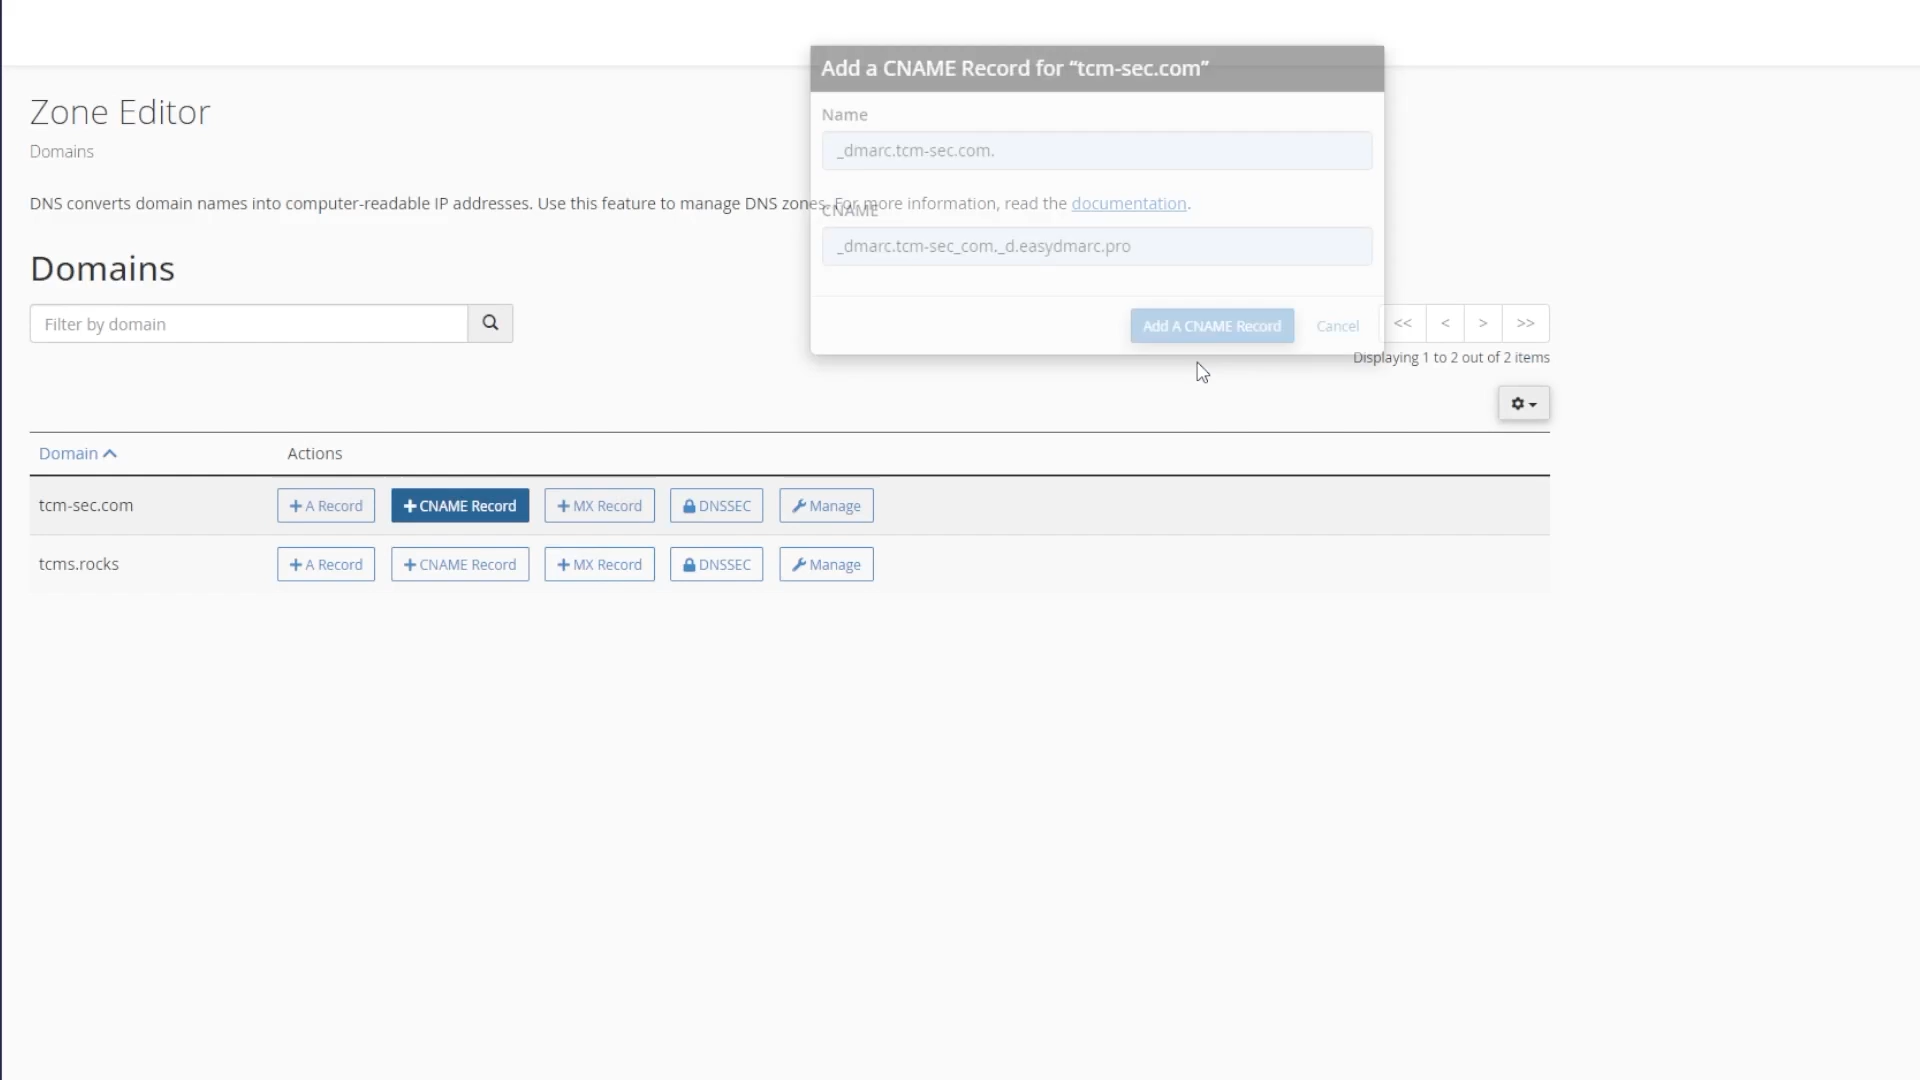 Add a CNAME Record for “tcm-sec.com”
Name
_dmarc.tcm-sec.com.
CNAME
_dmarc.tcm-sec_com._d.easydmarc.pro
Add A CNAME Record Cancel
Zone Editor
Domains
DNS converts domain names into computer-readable IP addresses. Use this feature to manage DNS zones. For more information, read the documentation.
Domains
Filter by domain
<< < > >>
Displaying 1 to 2 out of 2 items
Domain Actions
tcm-sec.com + A Record + CNAME Record + MX Record DNSSEC Manage
tcms.rocks + A Record + CNAME Record + MX Record DNSSEC Manage